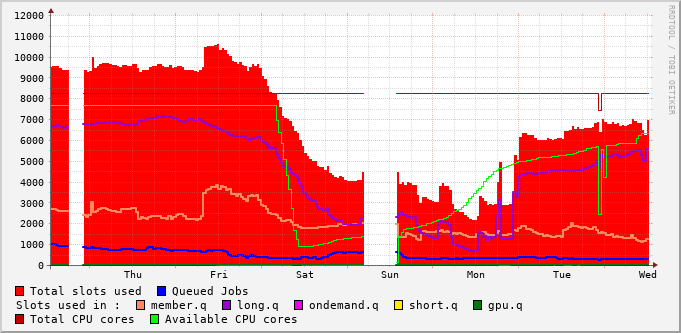 12000
11000
10000
9000
8000
7000
6000
5000
4000
3000
2000
1000
0
Thu Fri Sat Sun Mon Tue Wed
RRDTOOL / TOBI OETIKER
Total slots used Queued Jobs
Slots used in : member.q long.q ondemand.q short.q gpu.q
Total CPU cores Available CPU cores